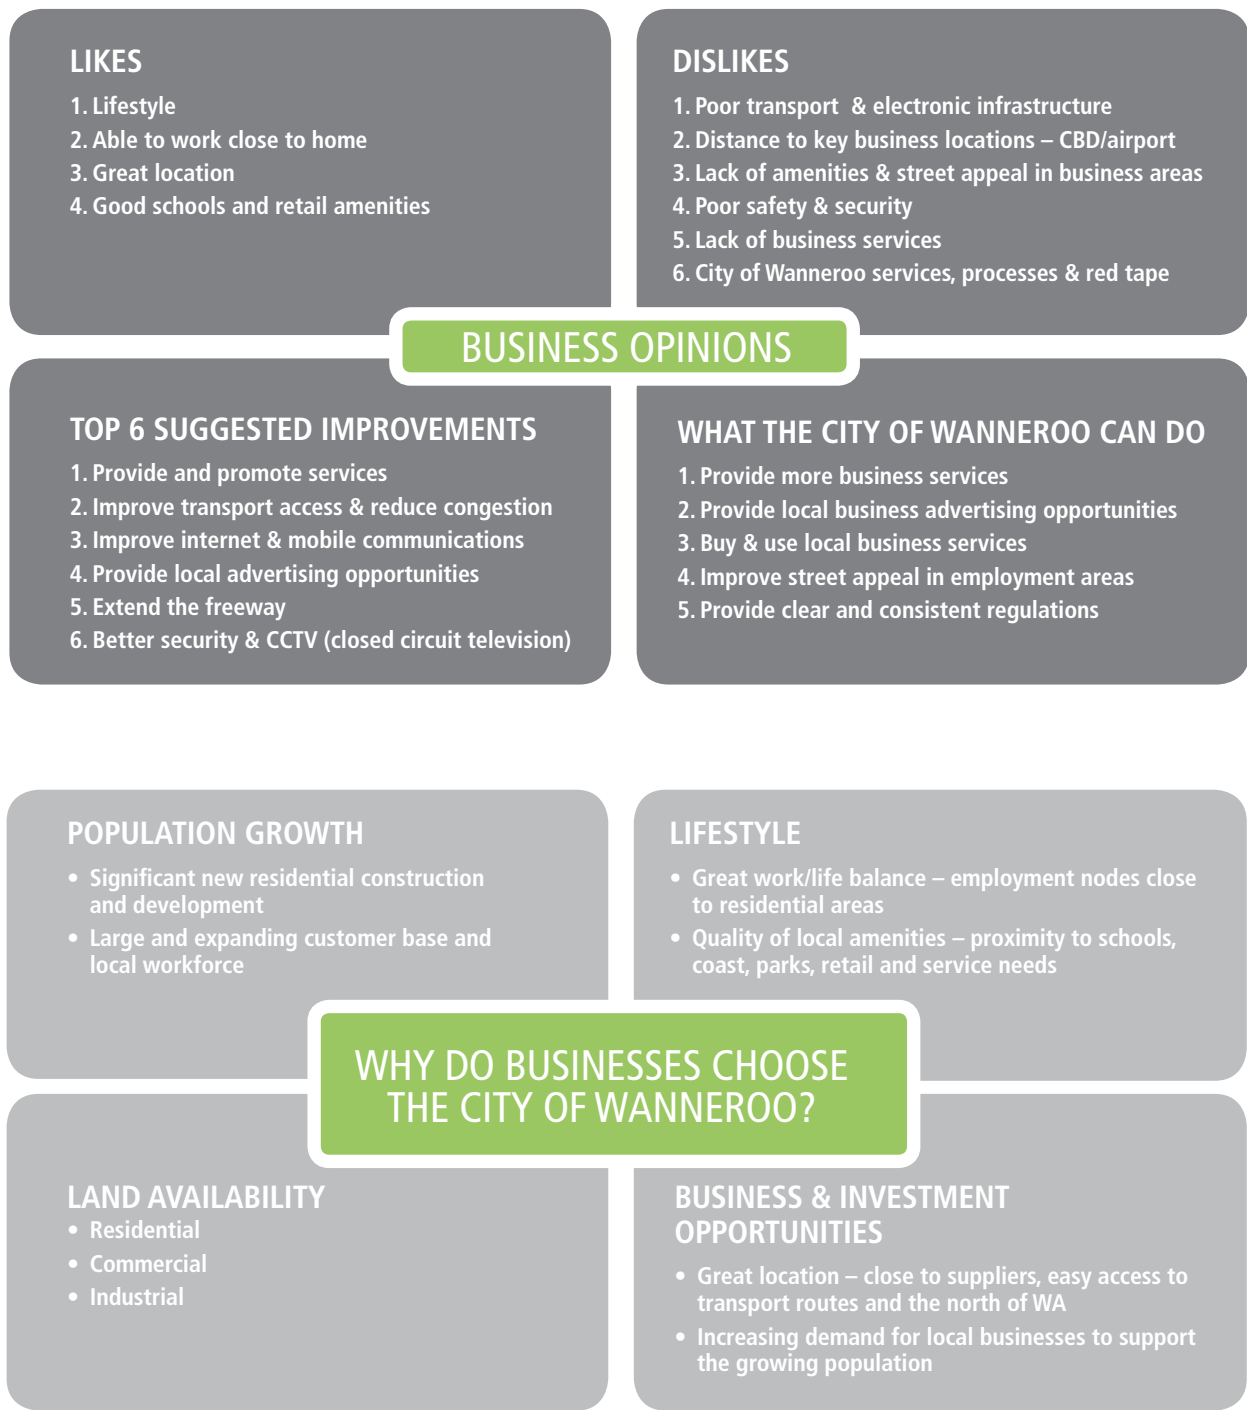 LIKES
1. Lifestyle
2. Able to work close to home
3. Great location
4. Good schools and retail amenities
DISLIKES
1. Poor transport & electronic infrastructure
2. Distance to key business locations – CBD/airport
3. Lack of amenities & street appeal in business areas
4. Poor safety & security
5. Lack of business services
6. City of Wanneroo services, processes & red tape
BUSINESS OPINIONS
TOP 6 SUGGESTED IMPROVEMENTS
1. Provide and promote services
2. Improve transport access & reduce congestion
3. Improve internet & mobile communications
4. Provide local advertising opportunities
5. Extend the freeway
6. Better security & CCTV (closed circuit television)
WHAT THE CITY OF WANNEROO CAN DO
1. Provide more business services
2. Provide local business advertising opportunities
3. Buy & use local business services
4. Improve street appeal in employment areas
5. Provide clear and consistent regulations
POPULATION GROWTH
• Significant new residential construction
and development
• Large and expanding customer base and
local workforce
LIFESTYLE
• Great work/life balance – employment nodes close
to residential areas
• Quality of local amenities – proximity to schools,
coast, parks, retail and service needs
WHY DO BUSINESSES CHOOSE
THE CITY OF WANNEROO?
LAND AVAILABILITY
• Residential
• Commercial
• Industrial
BUSINESS & INVESTMENT
OPPORTUNITIES
• Great location – close to suppliers, easy access to
transport routes and the north of WA
• Increasing demand for local businesses to support
the growing population